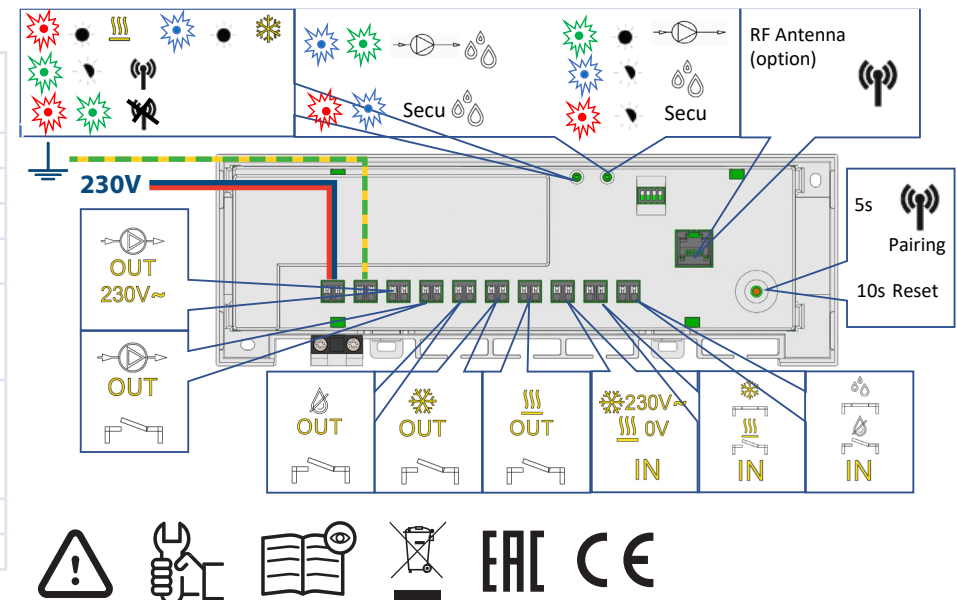 RF Antenna
(option)
Secu
Secu
230V
5s
Pairing
10s Reset
OUT
230V~
OUT
OUT
OUT
OUT
230V~
0V
IN
IN
IN
EAC CE